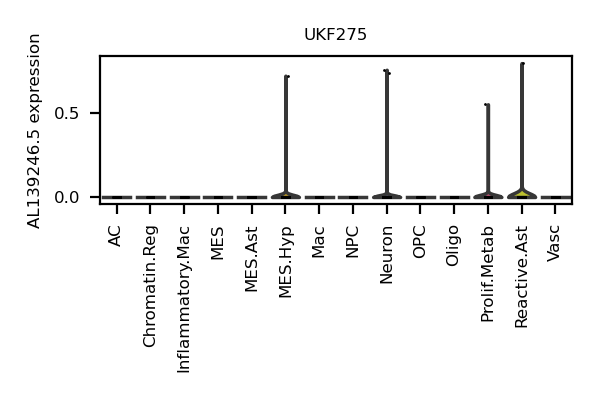 UKF275
AL139246.5 expression
0.5
0.0
AC
Chromatin.Reg
Inflammatory.Mac
MES
MES.Ast
MES.Hyp
Mac
NPC
Neuron
OPC
Oligo
Prolif.Metab
Reactive.Ast
Vasc